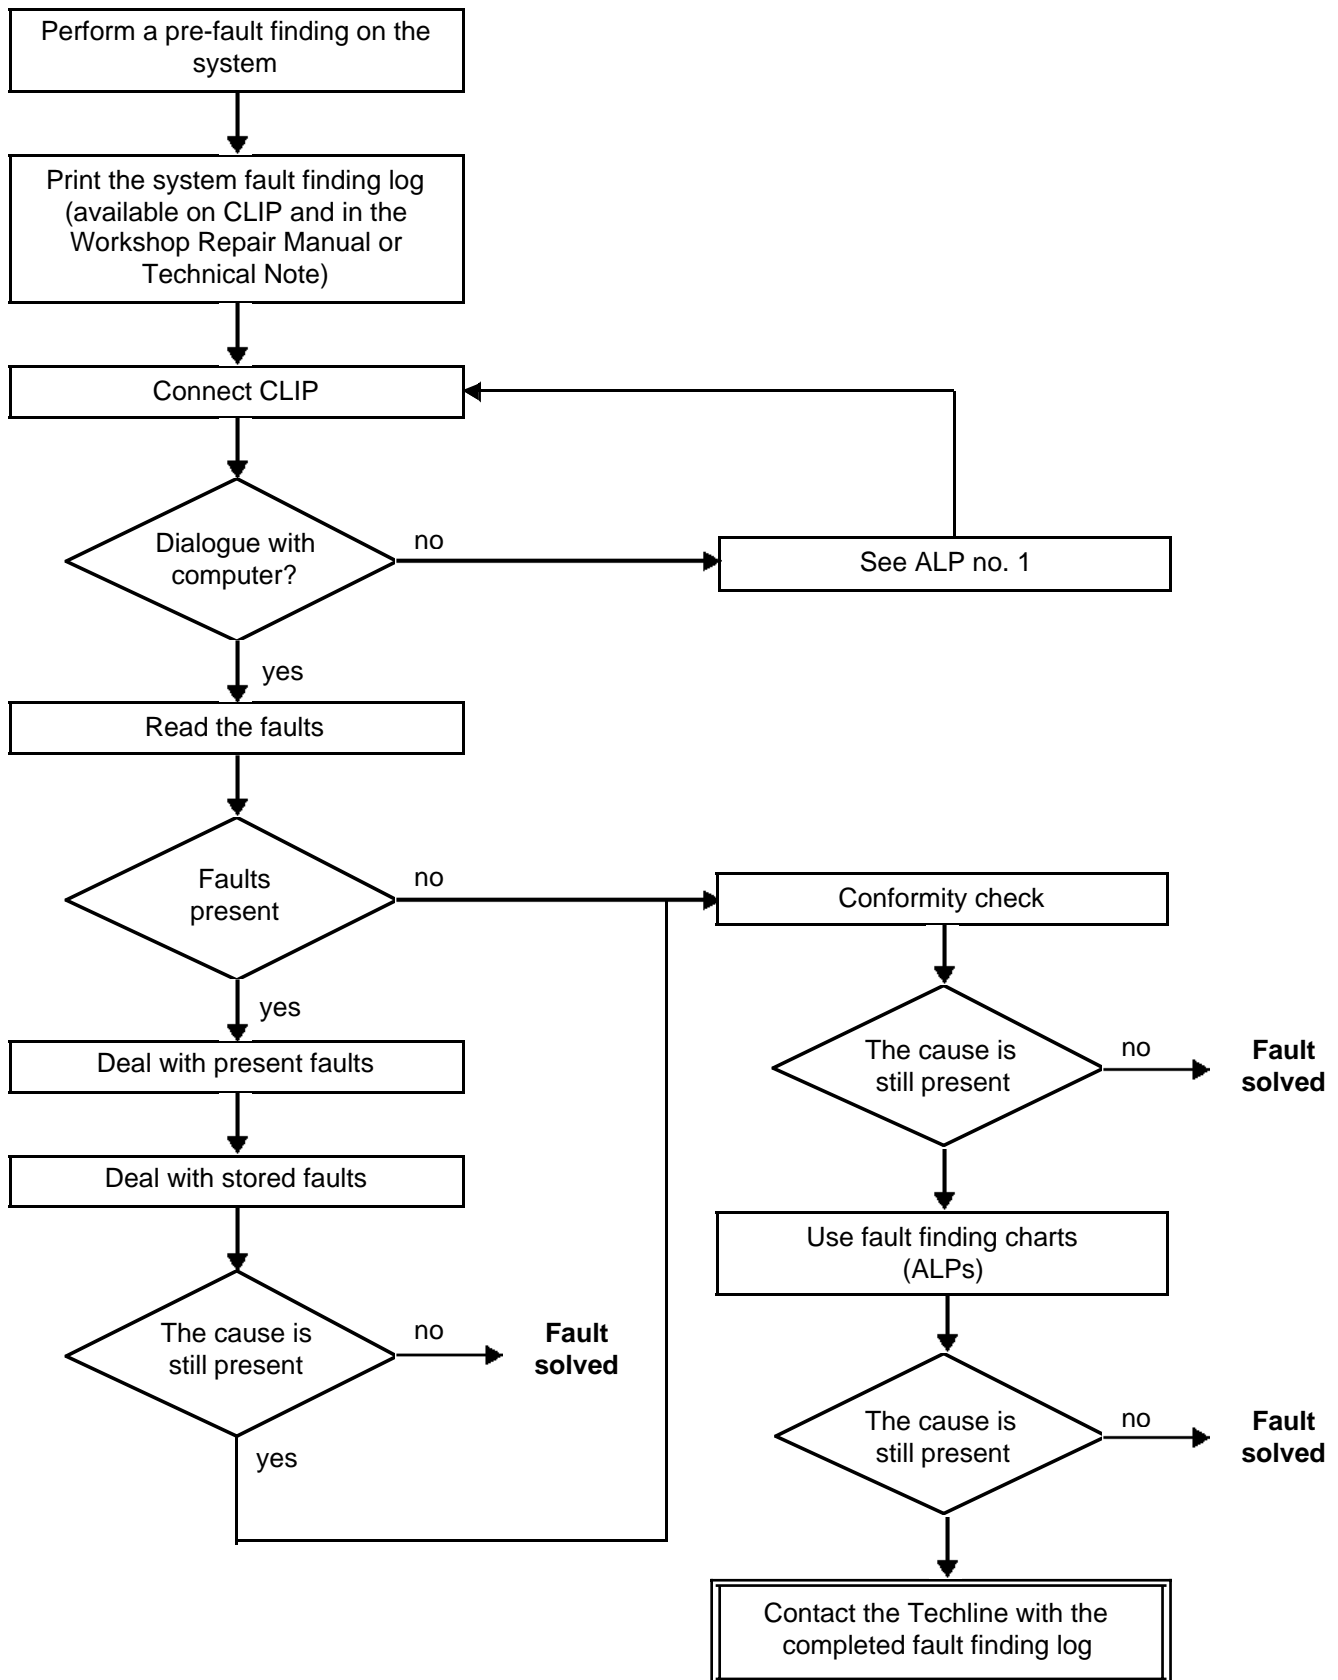 Perform a pre-fault finding on the
system
Print the system fault finding log
(available on CLIP and in the
Workshop Repair Manual or
Technical Note)
Connect CLIP
Dialogue with
computer?
no
See ALP no. 1
yes
Read the faults
Faults
present
no
Conformity check
yes
Deal with present faults
The cause is
still present
no
Fault
solved
Deal with stored faults
Use fault finding charts
(ALPs)
The cause is
still present
no
Fault
solved
yes
The cause is
still present
no
Fault
solved
Contact the Techline with the
completed fault finding log